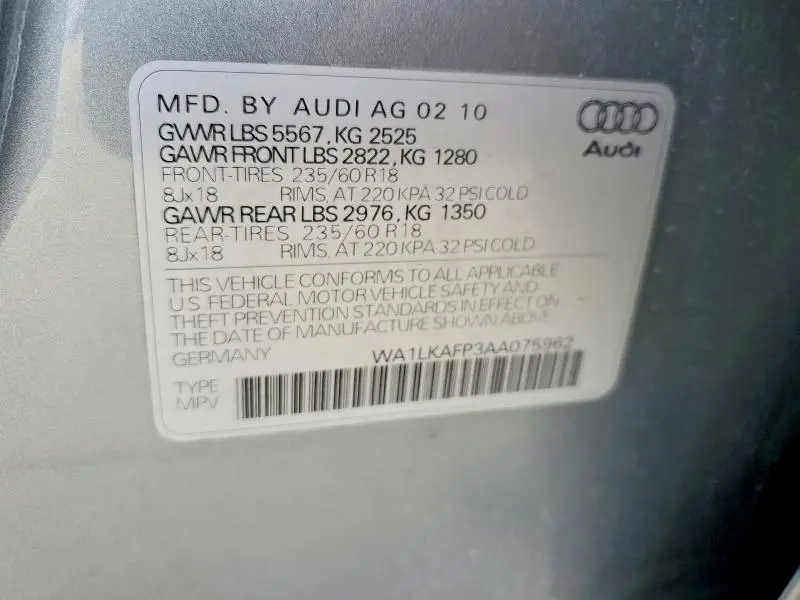 MFD. BY AUDI AG 02 10
GVWR LBS 5567, KG 2525
GAWR FRONT LBS 2822, KG 1280
FRONT-TIRES 235/60 R18
8Jx18 RIMS, AT 220 KPA 32 PSI COLD
GAWR REAR LBS 2976, KG 1350
REAR-TIRES 235/60 R18
8Jx18 RIMS, AT 220 KPA 32 PSI COLD
Audi
THIS VEHICLE CONFORMS TO ALL APPLICABLE
U.S. FEDERAL MOTOR VEHICLE SAFETY AND
THEFT PREVENTION STANDARDS IN EFFECT ON
THE DATE OF MANUFACTURE SHOWN ABOVE
GERMANY WA1LKAFP3AA075962
TYPE
MPV